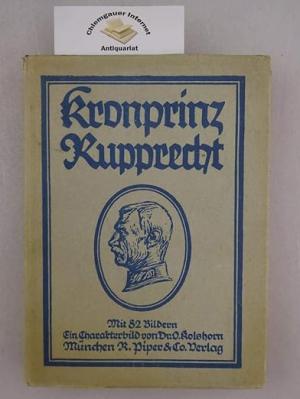 Chiemgauer Internet
Antiquariat
Kronprinz
Rupprecht
Mit 82 Bildern
Ein Charakterbild von Dr. O. Kolshorn
München R. Piper & Co. Verlag